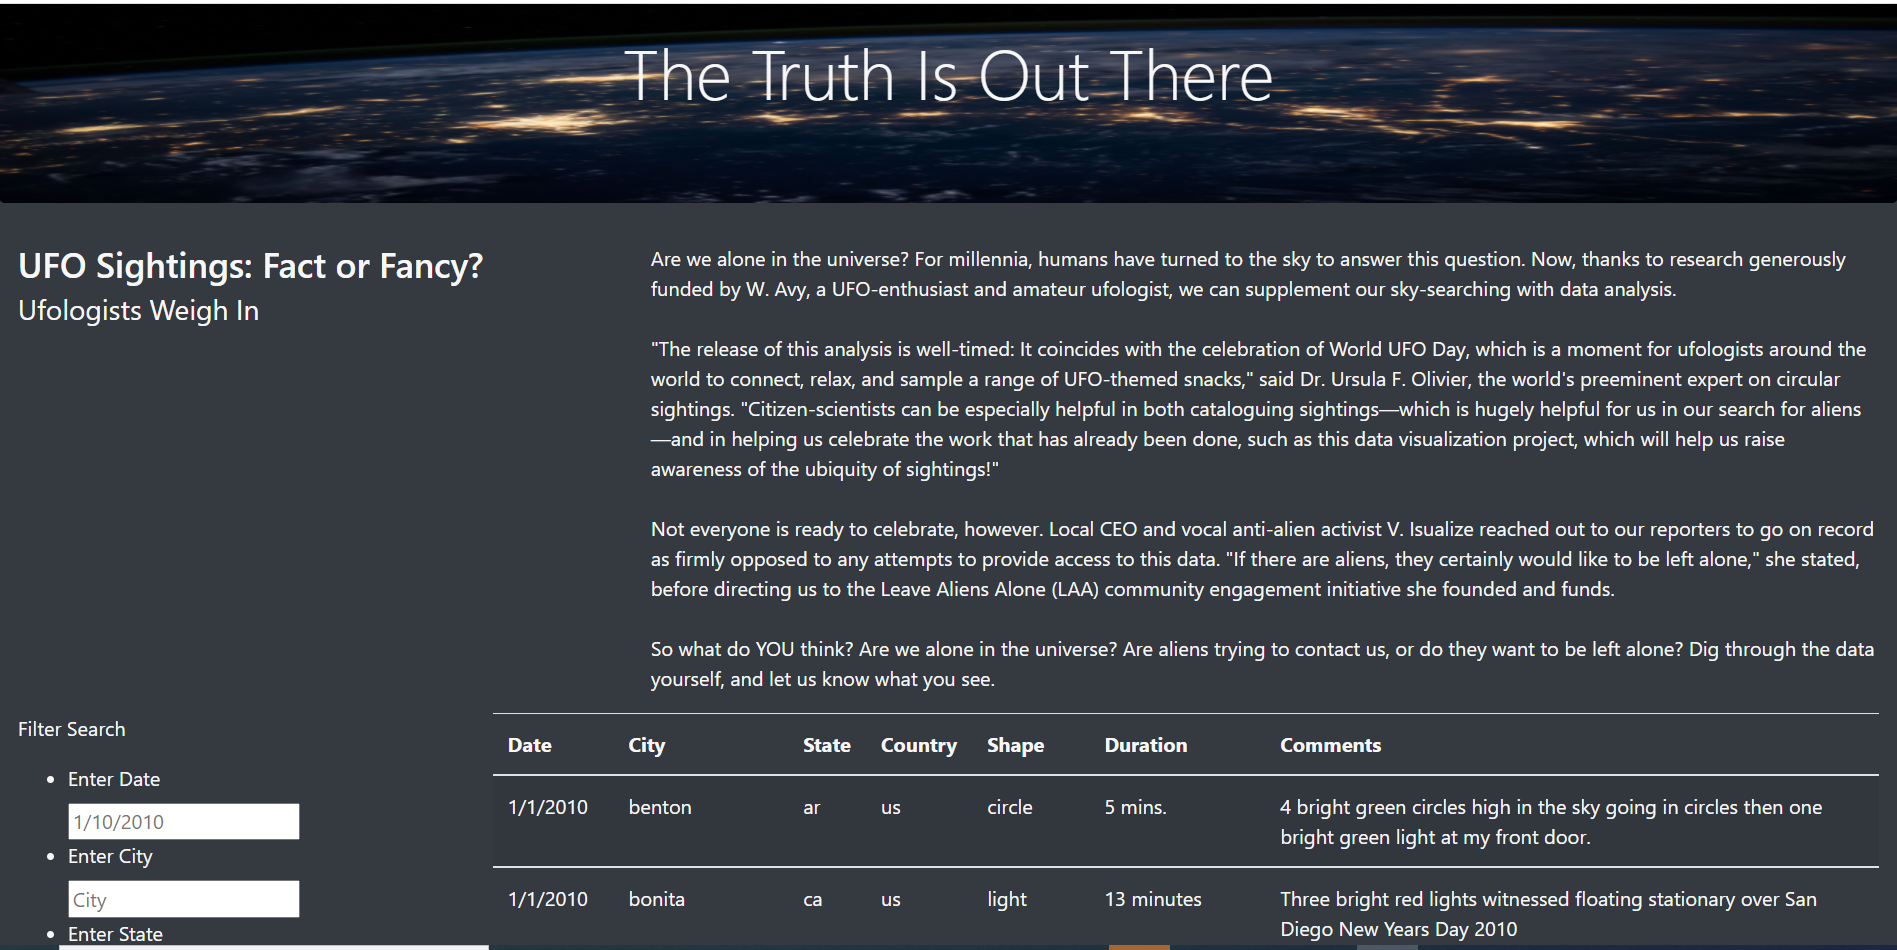 The Truth Is Out There
UFO Sightings: Fact or Fancy?
Ufologists Weigh In
Are we alone in the universe? For millennia, humans have turned to the sky to answer this question. Now, thanks to research generously
funded by W. Avy, a UFO-enthusiast and amateur ufologist, we can supplement our sky-searching with data analysis.
"The release of this analysis is well-timed: It coincides with the celebration of World UFO Day, which is a moment for ufologists around the
world to connect, relax, and sample a range of UFO-themed snacks," said Dr. Ursula F. Olivier, the world's preeminent expert on circular
sightings. "Citizen-scientists can be especially helpful in both cataloguing sightings—which is hugely helpful for us in our search for aliens
—and in helping us celebrate the work that has already been done, such as this data visualization project, which will help us raise
awareness of the ubiquity of sightings!"
Not everyone is ready to celebrate, however. Local CEO and vocal anti-alien activist V. Isualize reached out to our reporters to go on record
as firmly opposed to any attempts to provide access to this data. "If there are aliens, they certainly would like to be left alone," she stated,
before directing us to the Leave Aliens Alone (LAA) community engagement initiative she founded and funds.
So what do YOU think? Are we alone in the universe? Are aliens trying to contact us, or do they want to be left alone? Dig through the data
yourself, and let us know what you see.
Filter Search
Enter Date
1/10/2010
Enter City
City
Enter State
Date City State Country Shape Duration Comments
1/1/2010 benton ar us circle 5 mins. 4 bright green circles high in the sky going in circles then one
bright green light at my front door.
1/1/2010 bonita ca us light 13 minutes Three bright red lights witnessed floating stationary over San
Diego New Years Day 2010